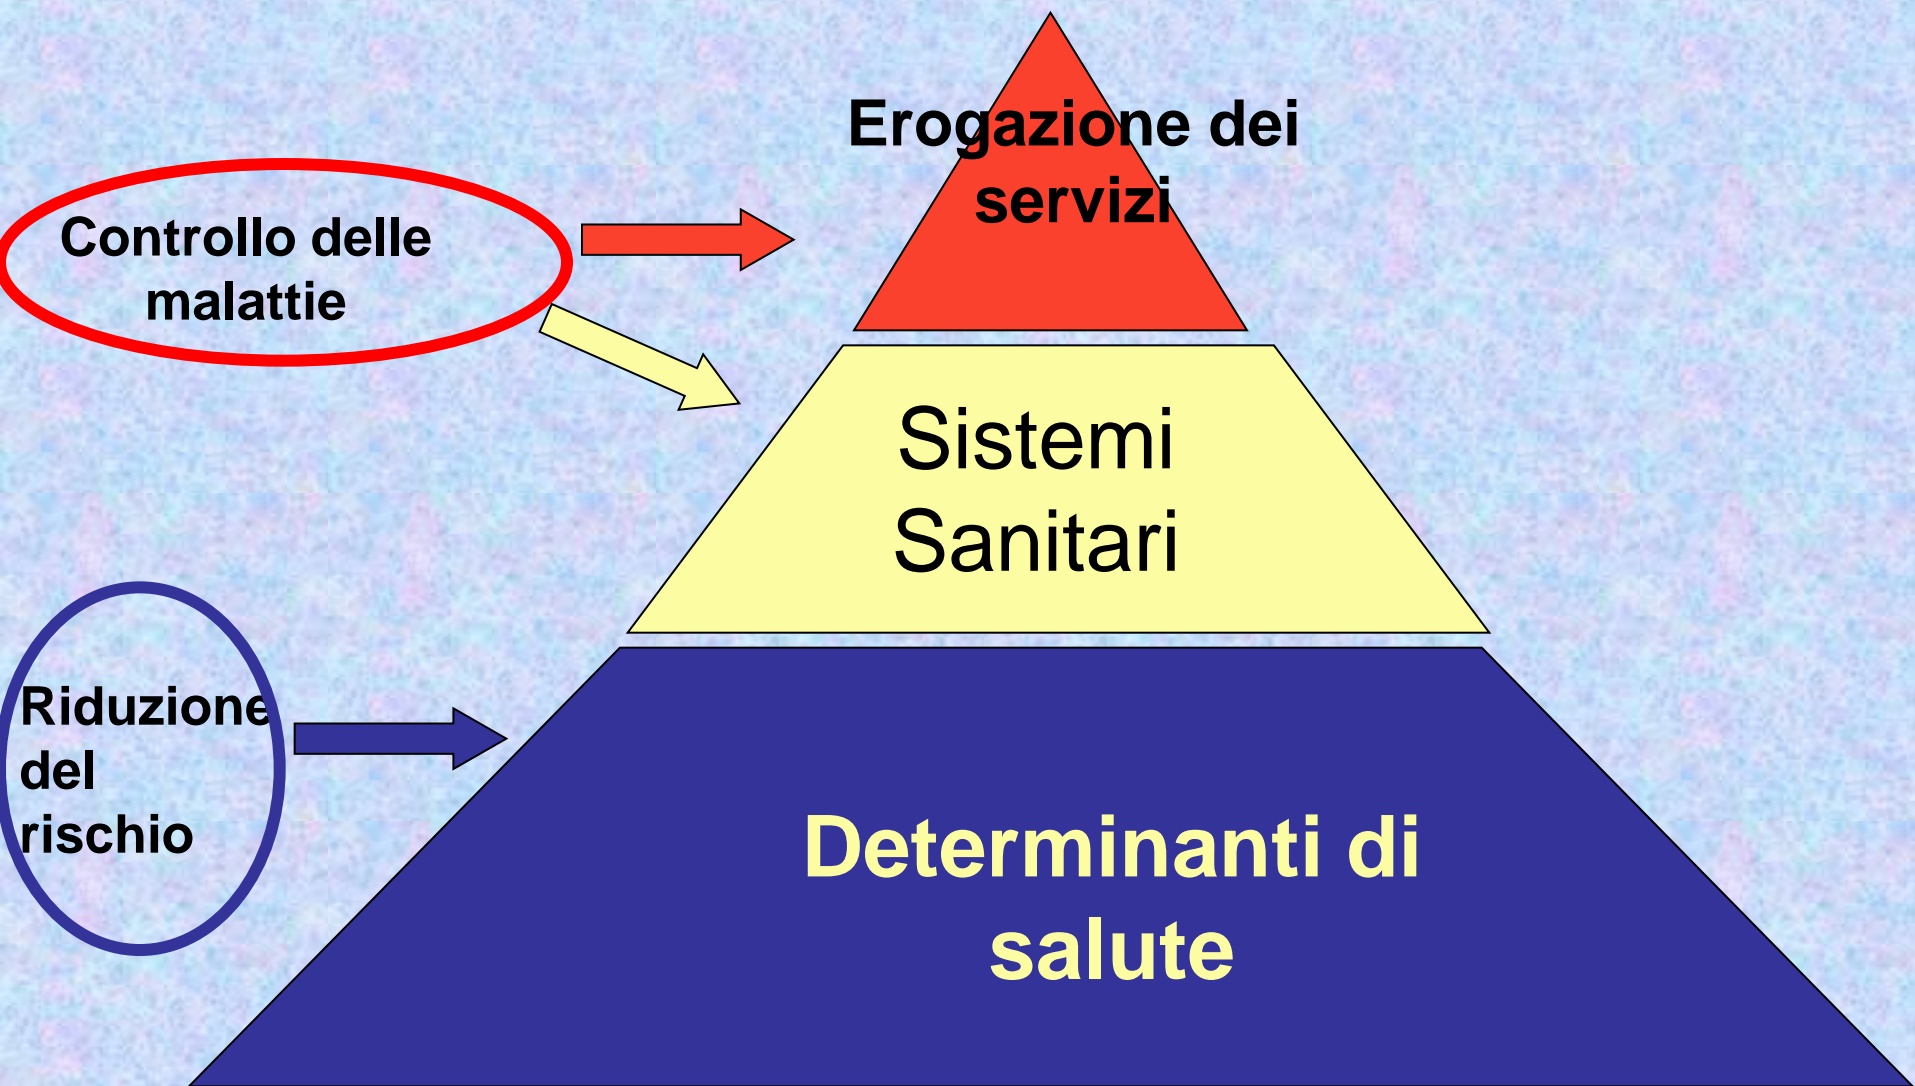 Erogazione dei
servizi
Controllo delle
malattie
Sistemi
Sanitari
Riduzione
del
rischio
Determinanti di
salute